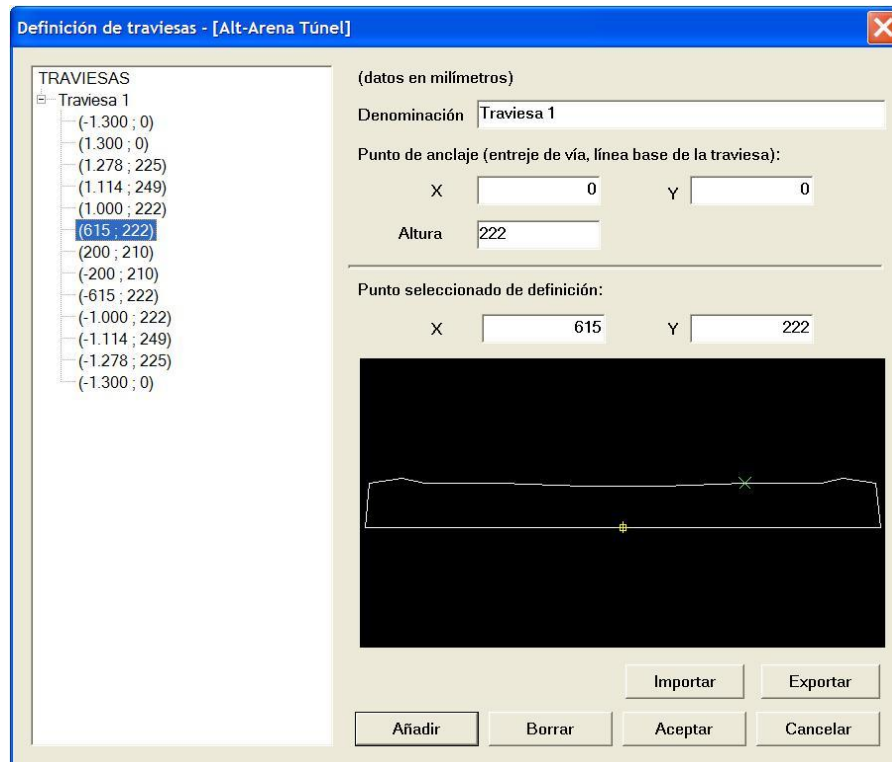 Definición de traviesas - [Alt-Arena Túnel]
TRAVIESAS
Traviesa 1
(-1.300 ; 0)
(1.300 ; 0)
(1.278 ; 225)
(1.114 ; 249)
(1.000 ; 222)
(615 ; 222)
(200 ; 210)
(-200 ; 210)
(-615 ; 222)
(-1.000 ; 222)
(-1.114 ; 249)
(-1.278 ; 225)
(-1.300 ; 0)
(datos en milímetros)
Denominación Traviesa 1
Punto de anclaje (entreje de vía, línea base de la traviesa):
X 0 Y 0
Altura 222
Punto seleccionado de definición:
X 615 Y 222
Importar Exportar
Añadir Borrar Aceptar Cancelar